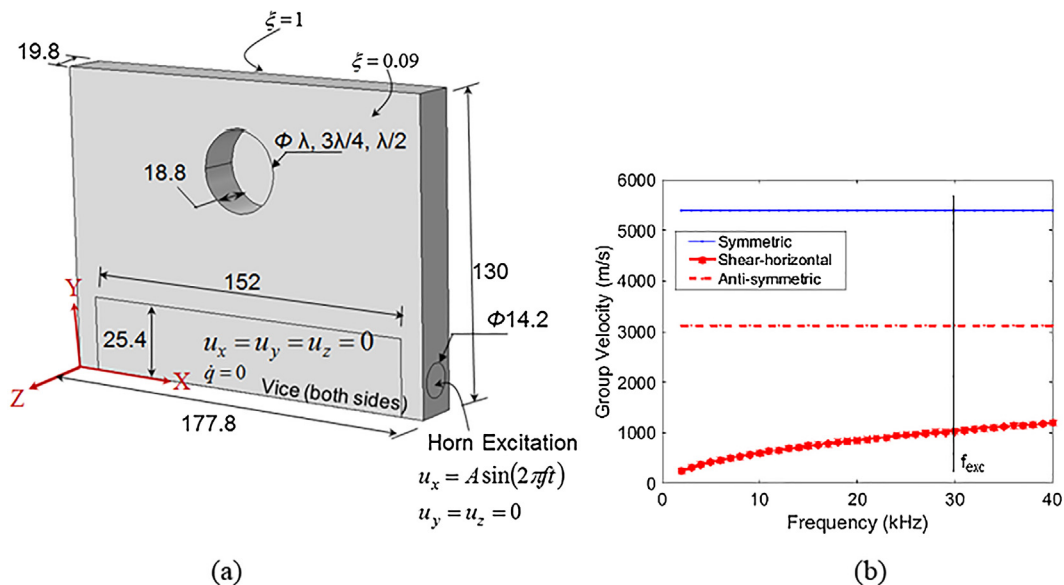 ξ = 1
19.8
ξ = 0.09
Φ λ, 3λ/4, λ/2
18.8
152
130
Y
25.4
u_x = u_y = u_z = 0
q̇ = 0
Φ14.2
X
Vice (both sides)
Z
177.8
Horn Excitation
u_x = A sin(2πft)
u_y = u_z = 0
(a)
6000
5000
4000
3000
2000
1000
0
Group Velocity (m/s)
Symmetric
Shear-horizontal
Anti-symmetric
f_exc
0
10
20
30
40
Frequency (kHz)
(b)